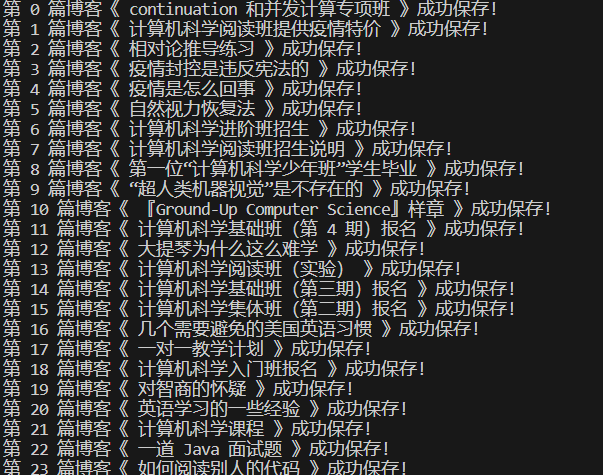 第 0 篇博客《 continuation 和并发计算专项班 》成功保存!
第 1 篇博客《 计算机科学阅读班提供疫情特价 》成功保存!
第 2 篇博客《 相对论推导练习 》成功保存!
第 3 篇博客《 疫情封控是违反宪法的 》成功保存!
第 4 篇博客《 疫情是怎么回事 》成功保存!
第 5 篇博客《 自然视力恢复法 》成功保存!
第 6 篇博客《 计算机科学进阶班招生 》成功保存!
第 7 篇博客《 计算机科学阅读班招生说明 》成功保存!
第 8 篇博客《 第一位“计算机科学少年班”学生毕业 》成功保存!
第 9 篇博客《 “超人类机器视觉”是不存在的 》成功保存!
第 10 篇博客《 『Ground-Up Computer Science』样章 》成功保存!
第 11 篇博客《 计算机科学基础班（第 4 期）报名 》成功保存!
第 12 篇博客《 大提琴为什么这么难学 》成功保存!
第 13 篇博客《 计算机科学阅读班（实验） 》成功保存!
第 14 篇博客《 计算机科学基础班（第三期）报名 》成功保存!
第 15 篇博客《 计算机科学集体班（第二期）报名 》成功保存!
第 16 篇博客《 几个需要避免的美国英语习惯 》成功保存!
第 17 篇博客《 一对一教学计划 》成功保存!
第 18 篇博客《 计算机科学入门班报名 》成功保存!
第 19 篇博客《 对智商的怀疑 》成功保存!
第 20 篇博客《 英语学习的一些经验 》成功保存!
第 21 篇博客《 计算机科学课程 》成功保存!
第 22 篇博客《 一道 Java 面试题 》成功保存!
第 23 篇博客《 如何阅读别人的代码 》成功保存!